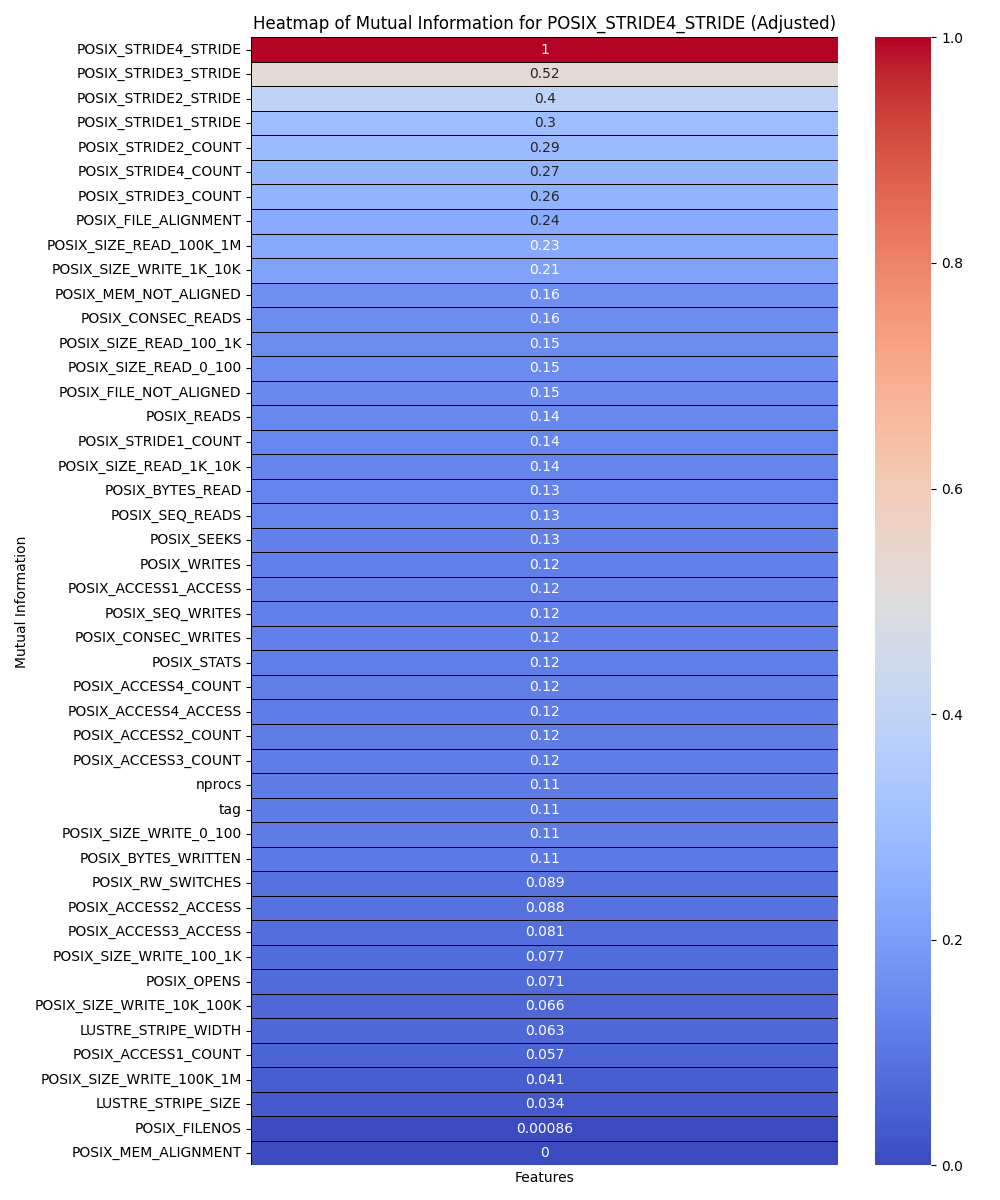 Heatmap of Mutual Information for POSIX_STRIDE4_STRIDE (Adjusted)
POSIX_STRIDE4_STRIDE 1
POSIX_STRIDE3_STRIDE 0.52
POSIX_STRIDE2_STRIDE 0.4
POSIX_STRIDE1_STRIDE 0.3
POSIX_STRIDE2_COUNT 0.29
POSIX_STRIDE4_COUNT 0.27
POSIX_STRIDE3_COUNT 0.26
POSIX_FILE_ALIGNMENT 0.24
POSIX_SIZE_READ_100K_1M 0.23
POSIX_SIZE_WRITE_1K_10K 0.21
POSIX_MEM_NOT_ALIGNED 0.16
POSIX_CONSEC_READS 0.16
POSIX_SIZE_READ_100_1K 0.15
POSIX_SIZE_READ_0_100 0.15
POSIX_FILE_NOT_ALIGNED 0.15
POSIX_READS 0.14
POSIX_STRIDE1_COUNT 0.14
POSIX_SIZE_READ_1K_10K 0.14
POSIX_BYTES_READ 0.13
POSIX_SEQ_READS 0.13
POSIX_SEEKS 0.13
POSIX_WRITES 0.12
POSIX_ACCESS1_ACCESS 0.12
POSIX_SEQ_WRITES 0.12
POSIX_CONSEC_WRITES 0.12
POSIX_STATS 0.12
POSIX_ACCESS4_COUNT 0.12
POSIX_ACCESS4_ACCESS 0.12
POSIX_ACCESS2_COUNT 0.12
POSIX_ACCESS3_COUNT 0.12
nprocs 0.11
tag 0.11
POSIX_SIZE_WRITE_0_100 0.11
POSIX_BYTES_WRITTEN 0.11
POSIX_RW_SWITCHES 0.089
POSIX_ACCESS2_ACCESS 0.088
POSIX_ACCESS3_ACCESS 0.081
POSIX_SIZE_WRITE_100_1K 0.077
POSIX_OPENS 0.071
POSIX_SIZE_WRITE_10K_100K 0.066
LUSTRE_STRIPE_WIDTH 0.063
POSIX_ACCESS1_COUNT 0.057
POSIX_SIZE_WRITE_100K_1M 0.041
LUSTRE_STRIPE_SIZE 0.034
POSIX_FILENOS 0.00086
POSIX_MEM_ALIGNMENT 0
Features
Mutual Information
1.0
0.8
0.6
0.4
0.2
0.0